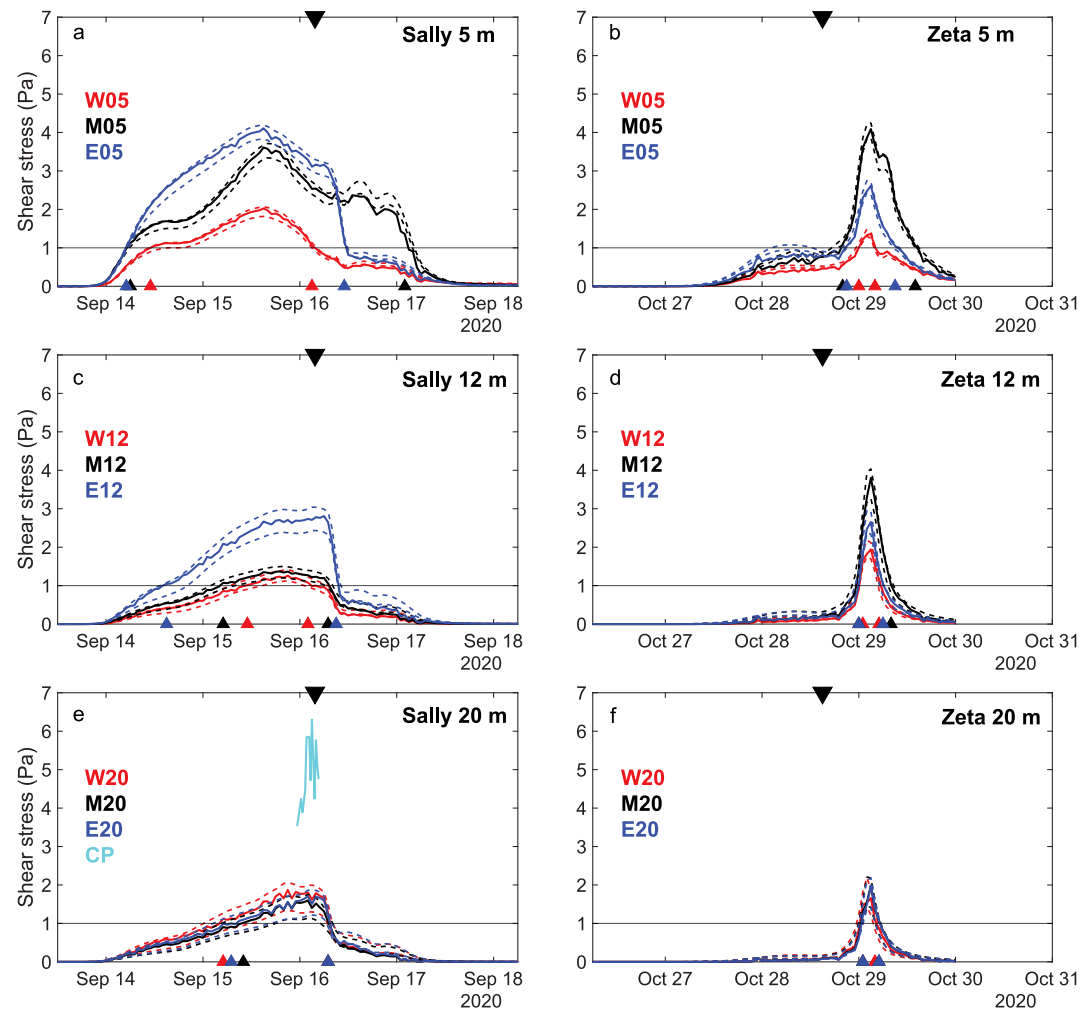 a
Sally 5 m
7
6
5
4
3
2
1
0
Shear stress (Pa)
W05
M05
E05
Sep 14
Sep 15
Sep 16
Sep 17
Sep 18
2020
b
Zeta 5 m
7
6
5
4
3
2
1
0
W05
M05
E05
Oct 27
Oct 28
Oct 29
Oct 30
Oct 31
2020
c
Sally 12 m
7
6
5
4
3
2
1
0
Shear stress (Pa)
W12
M12
E12
Sep 14
Sep 15
Sep 16
Sep 17
Sep 18
2020
d
Zeta 12 m
7
6
5
4
3
2
1
0
W12
M12
E12
Oct 27
Oct 28
Oct 29
Oct 30
Oct 31
2020
e
Sally 20 m
7
6
5
4
3
2
1
0
Shear stress (Pa)
W20
M20
E20
CP
Sep 14
Sep 15
Sep 16
Sep 17
Sep 18
2020
f
Zeta 20 m
7
6
5
4
3
2
1
0
W20
M20
E20
Oct 27
Oct 28
Oct 29
Oct 30
Oct 31
2020